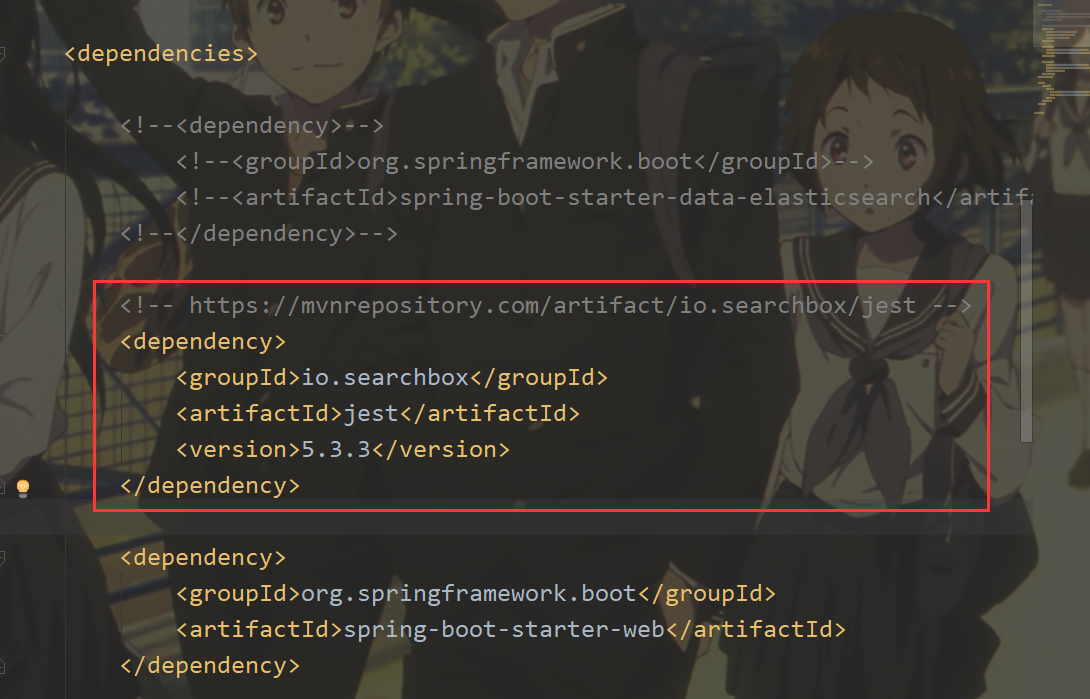 <dependencies>
<!--<dependency>-->
<!--<groupId>org.springframework.boot</groupId>-->
<!--<artifactId>spring-boot-starter-data-elasticsearch</artifa
<!--</dependency>-->
<!-- https://mvnrepository.com/artifact/io.searchbox/jest -->
<dependency>
<groupId>io.searchbox</groupId>
<artifactId>jest</artifactId>
<version>5.3.3</version>
</dependency>
<dependency>
<groupId>org.springframework.boot</groupId>
<artifactId>spring-boot-starter-web</artifactId>
</dependency>